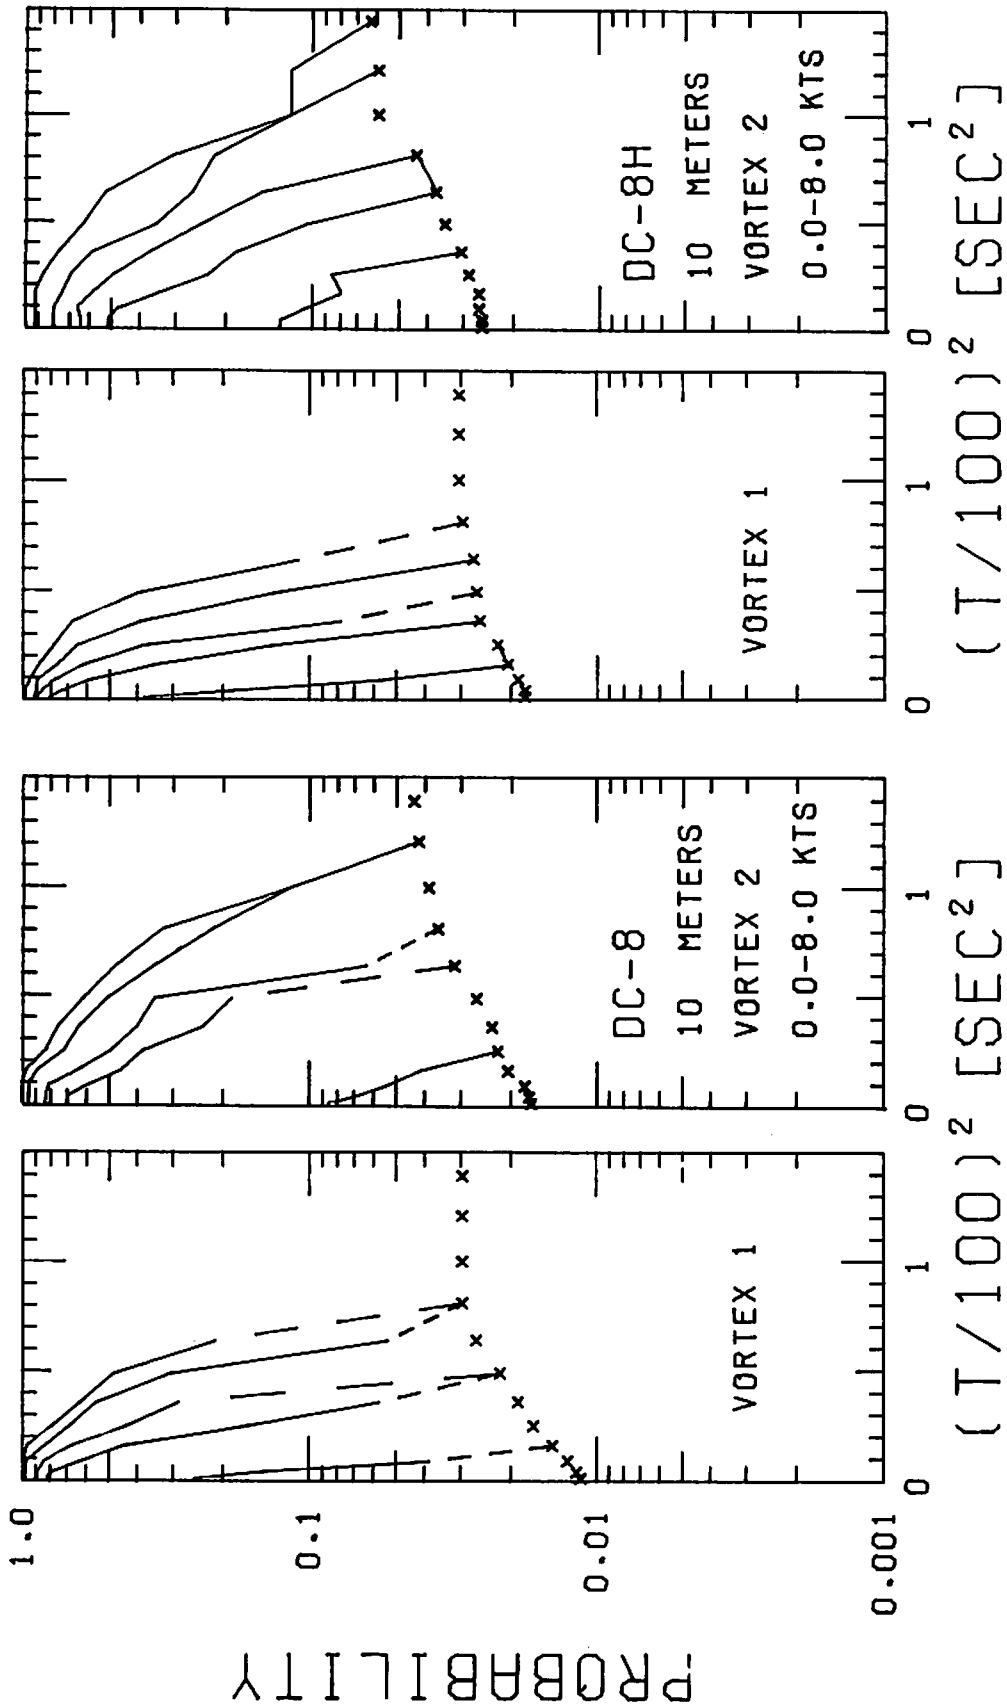 PROBABILITY
1.0
0.1
0.01
0.001
VORTEX 1
0
1
DC-8
10 METERS
VORTEX 2
0.0-8.0 KTS
0
1
(T/100)² [SEC²]
VORTEX 1
0
1
DC-8H
10 METERS
VORTEX 2
0.0-8.0 KTS
0
1
(T/100)² [SEC²]